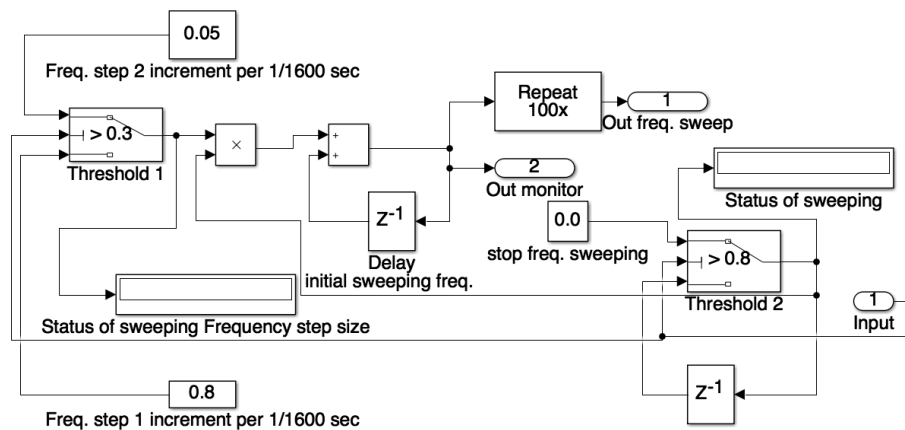 0.05
Freq. step 2 increment per 1/1600 sec
> 0.3
Threshold 1
×
+
+
Repeat
100x
1
Out freq. sweep
2
Out monitor
z-1
Delay
initial sweeping freq.
0.0
stop freq. sweeping
Status of sweeping
> 0.8
Threshold 2
1
Input
Status of sweeping Frequency step size
z-1
0.8
Freq. step 1 increment per 1/1600 sec